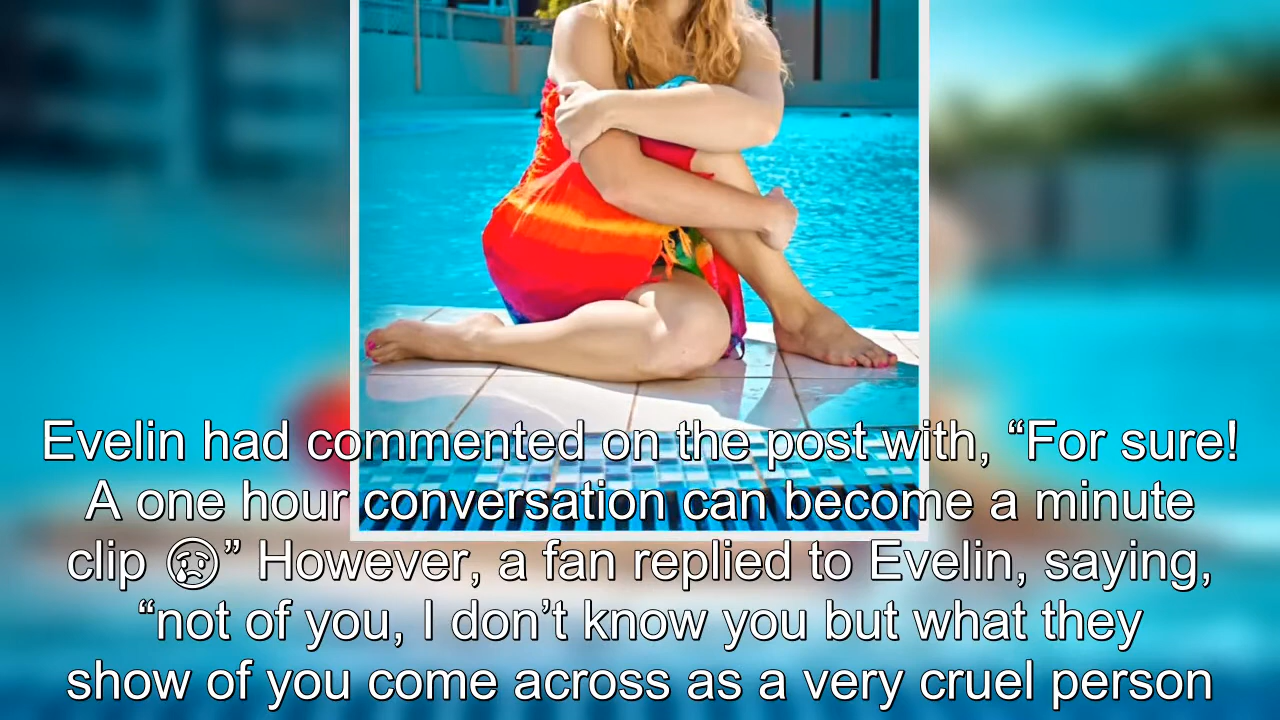 Evelin had commented on the post with, “For sure!
A one hour conversation can become a minute
clip 😥” However, a fan replied to Evelin, saying,
“not of you, I don’t know you but what they
show of you come across as a very cruel person